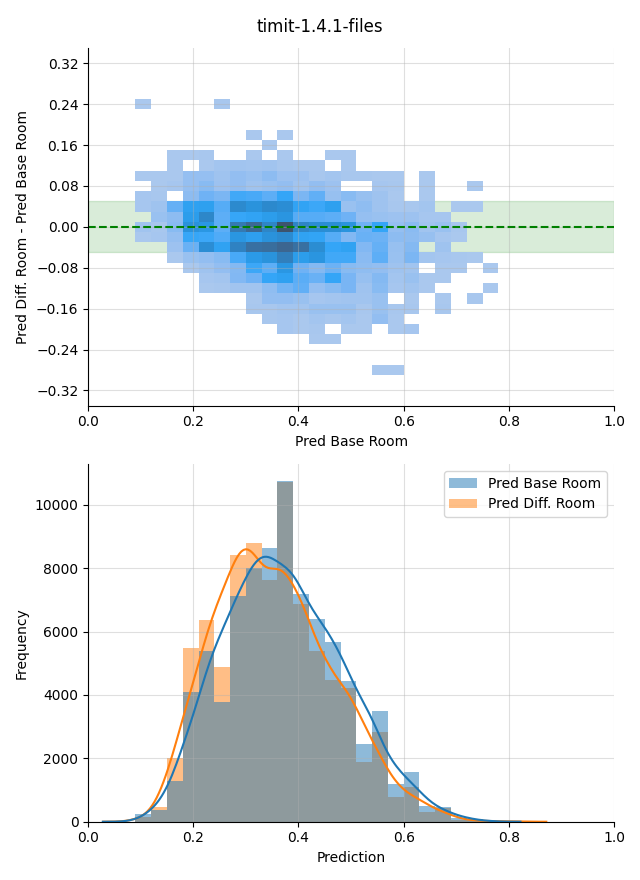 timit-1.4.1-files
0.32
0.24
0.16
0.08
0.00
−0.08
−0.16
−0.24
−0.32
Pred Diff. Room - Pred Base Room
0.0 0.2 0.4 0.6 0.8 1.0
Pred Base Room
Pred Base Room
Pred Diff. Room
10000
8000
6000
4000
2000
0
Frequency
0.0 0.2 0.4 0.6 0.8 1.0
Prediction